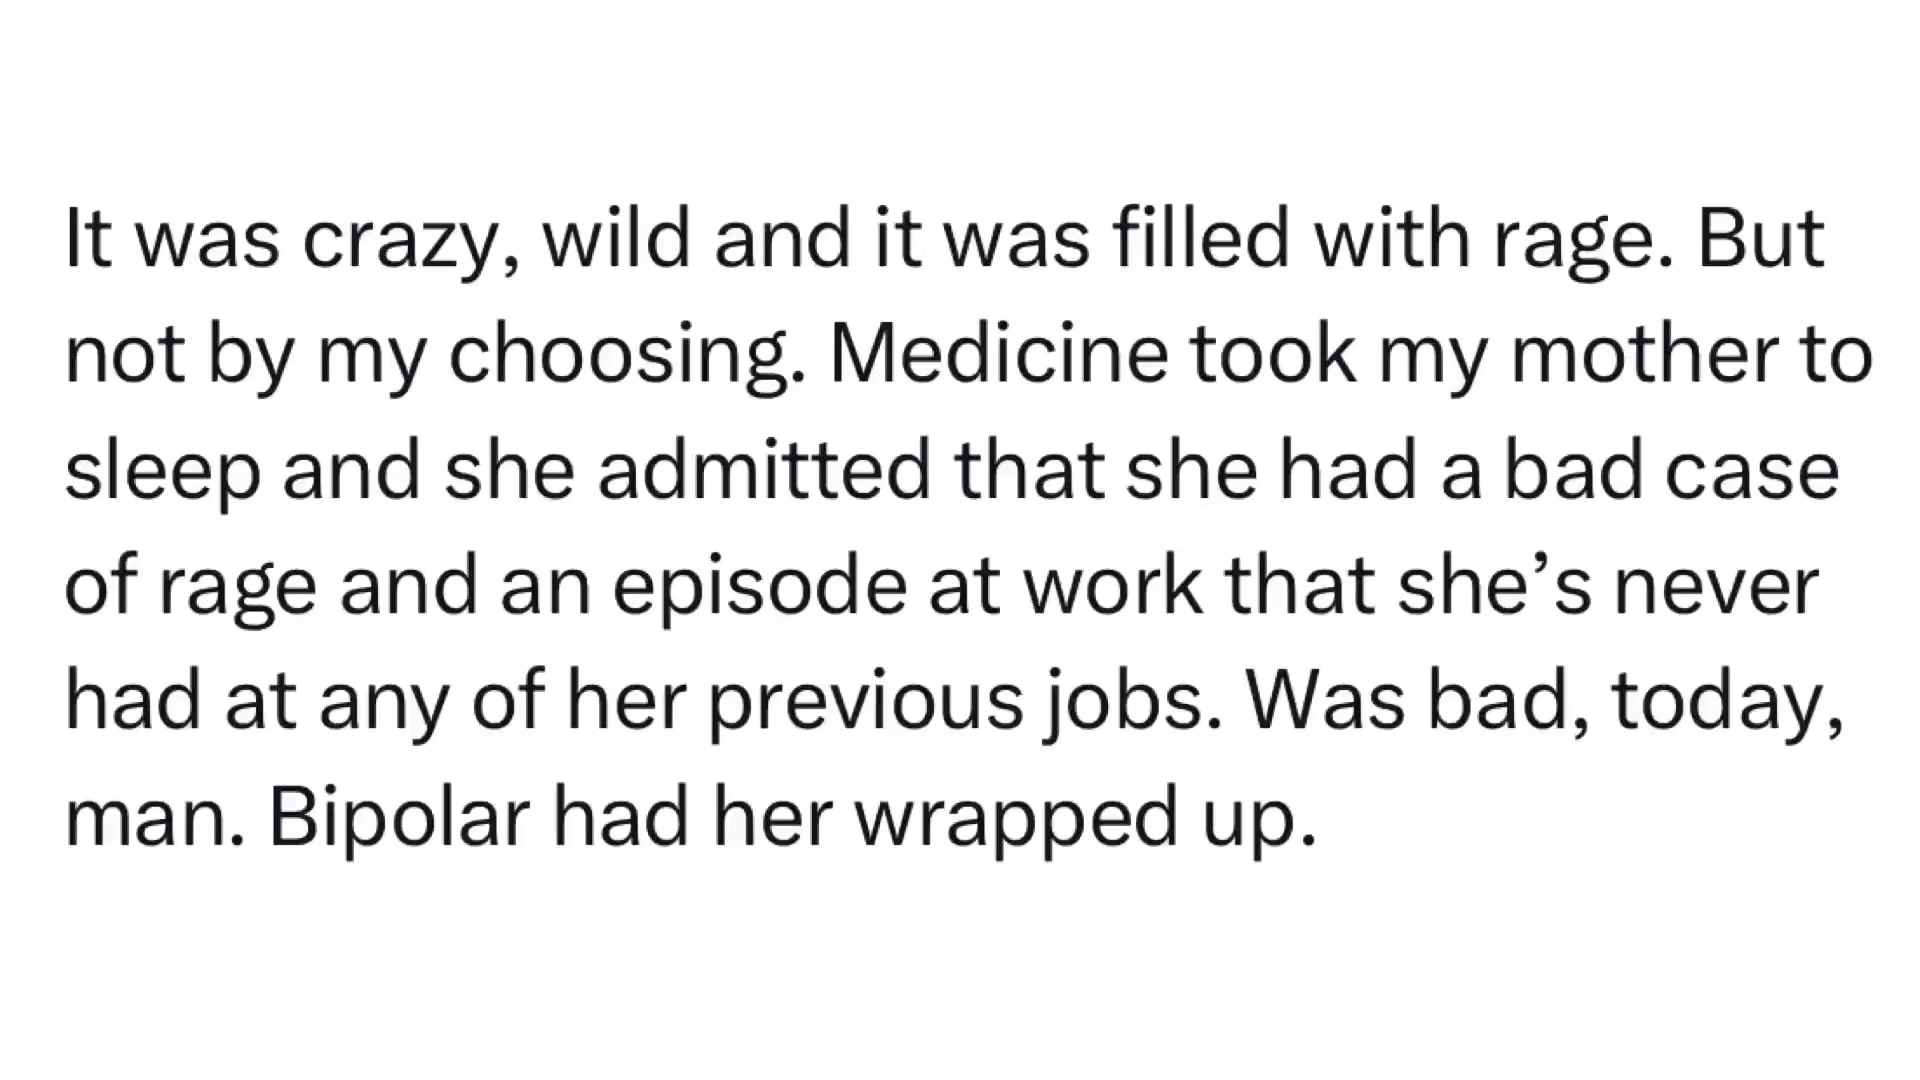 It was crazy, wild and it was filled with rage. But
not by my choosing. Medicine took my mother to
sleep and she admitted that she had a bad case
of rage and an episode at work that she’s never
had at any of her previous jobs. Was bad, today,
man. Bipolar had her wrapped up.